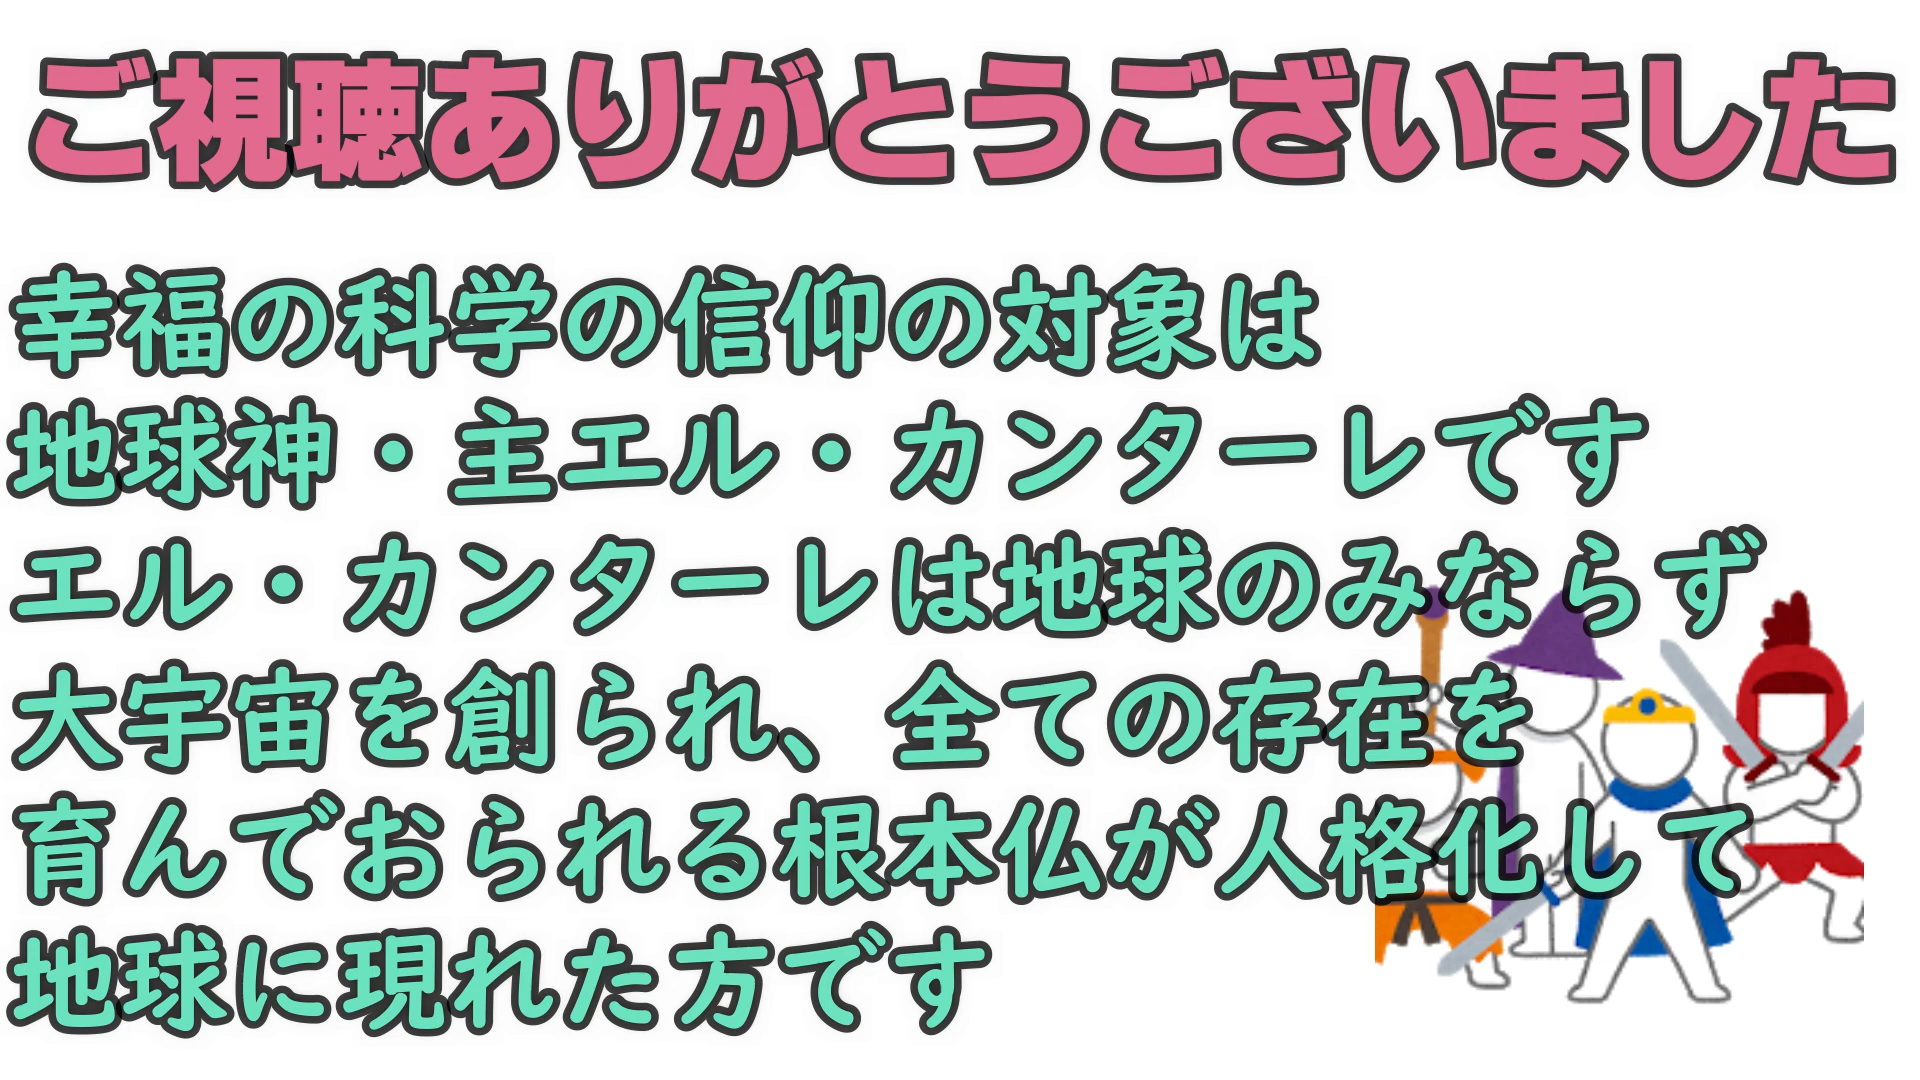 ご視聴ありがとうございました
幸福の科学の信仰の対象は
地球神・主エル・カンターレです
エル・カンターレは地球のみならず
大宇宙を創られ、全ての存在を
育んでおられる根本仏が人格化して
地球に現れた方です